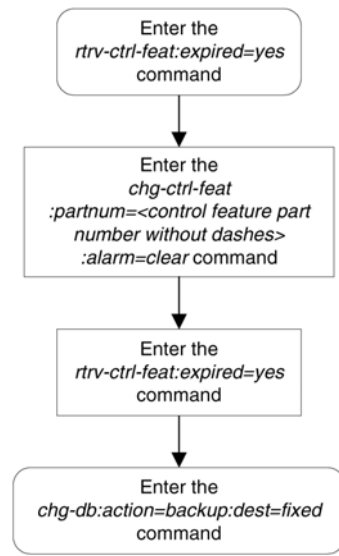 Enter the
rtrv-ctrl-feat:expired=yes
command
Enter the
chg-ctrl-feat
:partnum=<control feature part
number without dashes>
:alarm=clear command
Enter the
rtrv-ctrl-feat:expired=yes
command
Enter the
chg-db:action=backup:dest=fixed
command